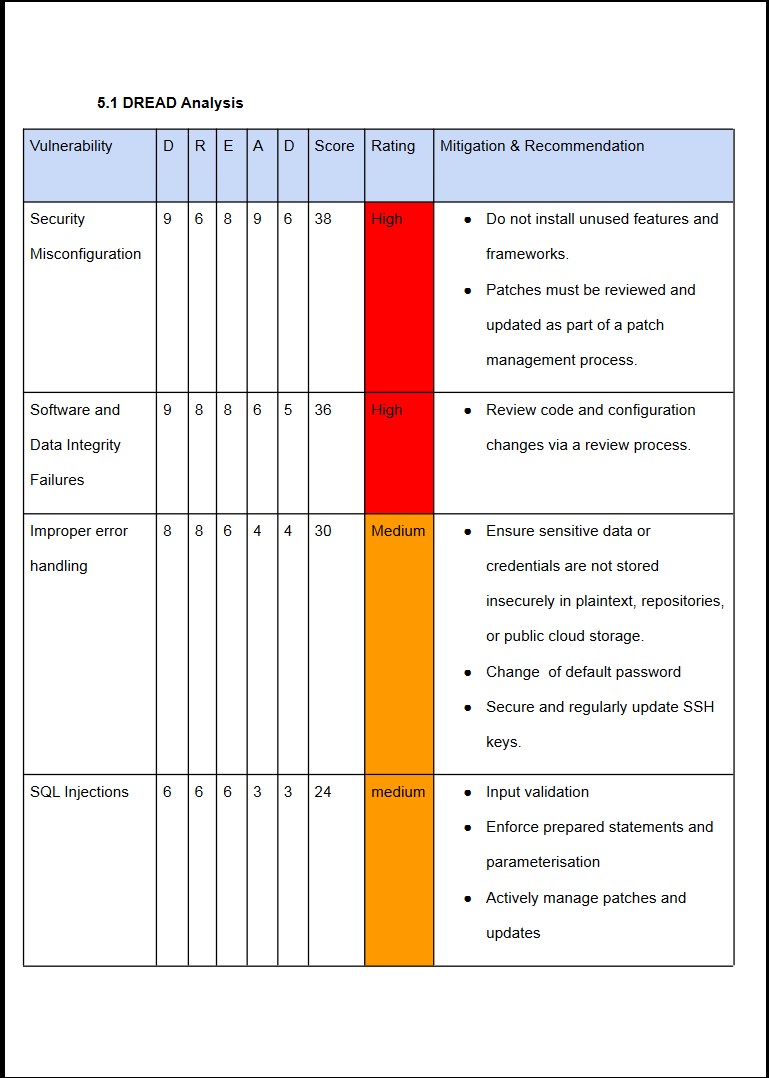 5.1 DREAD Analysis
Vulnerability D R E A D Score Rating Mitigation & Recommendation
Security 9 6 8 9 6 38 High ● Do not install unused features and
Misconfiguration frameworks.
● Patches must be reviewed and
updated as part of a patch
management process.
Software and 9 8 8 6 5 36 High ● Review code and configuration
Data Integrity changes via a review process.
Failures
Improper error 8 8 6 4 4 30 Medium ● Ensure sensitive data or
handling credentials are not stored
insecurely in plaintext, repositories,
or public cloud storage.
● Change  of default password
● Secure and regularly update SSH
keys.
SQL Injections 6 6 6 3 3 24 medium ● Input validation
● Enforce prepared statements and
parameterisation
● Actively manage patches and
updates